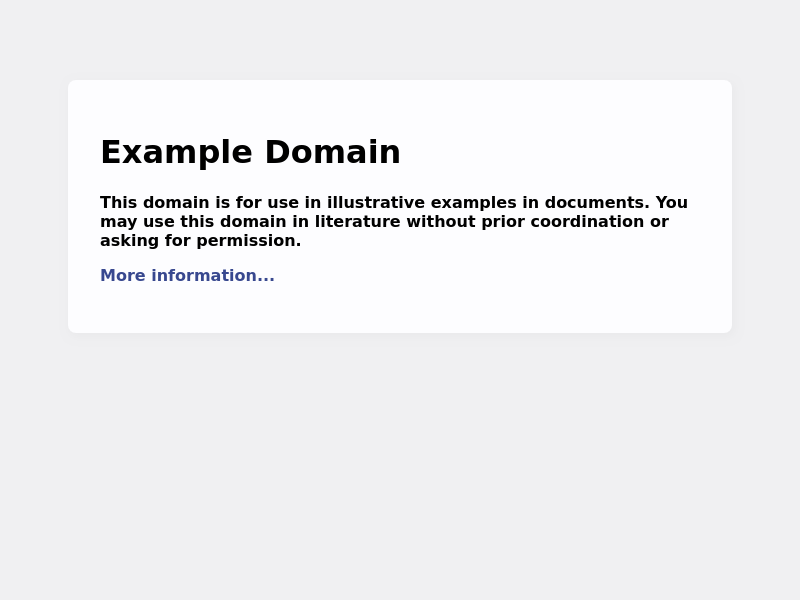 Example Domain
This domain is for use in illustrative examples in documents. You
may use this domain in literature without prior coordination or
asking for permission.
More information...